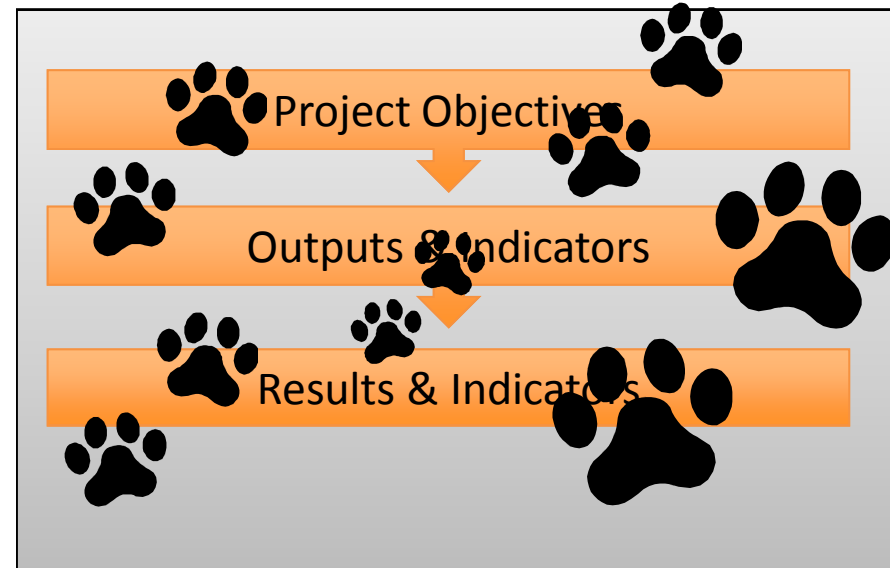 Project Objectives
Outputs & Indicators
Results & Indicators